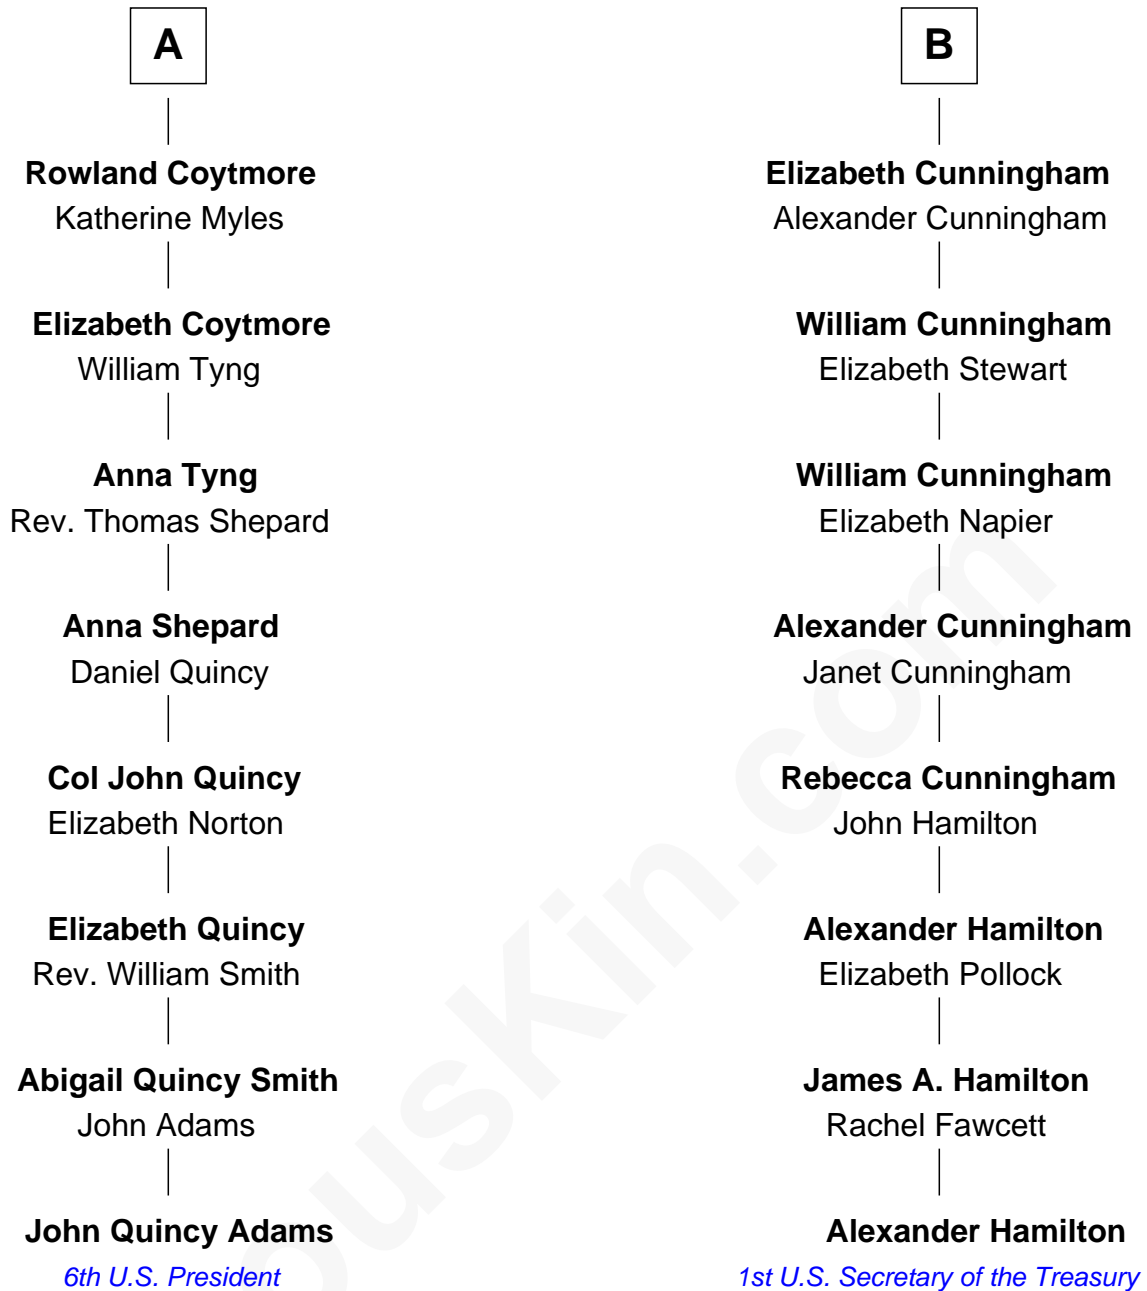 A
B
Rowland Coytmore
Katherine Myles
Elizabeth Cunningham
Alexander Cunningham
Elizabeth Coytmore
William Tyng
William Cunningham
Elizabeth Stewart
Anna Tyng
Rev. Thomas Shepard
William Cunningham
Elizabeth Napier
Anna Shepard
Daniel Quincy
Alexander Cunningham
Janet Cunningham
Col John Quincy
Elizabeth Norton
Rebecca Cunningham
John Hamilton
Elizabeth Quincy
Rev. William Smith
Alexander Hamilton
Elizabeth Pollock
Abigail Quincy Smith
John Adams
James A. Hamilton
Rachel Fawcett
John Quincy Adams
6th U.S. President
Alexander Hamilton
1st U.S. Secretary of the Treasury
ousKin.com